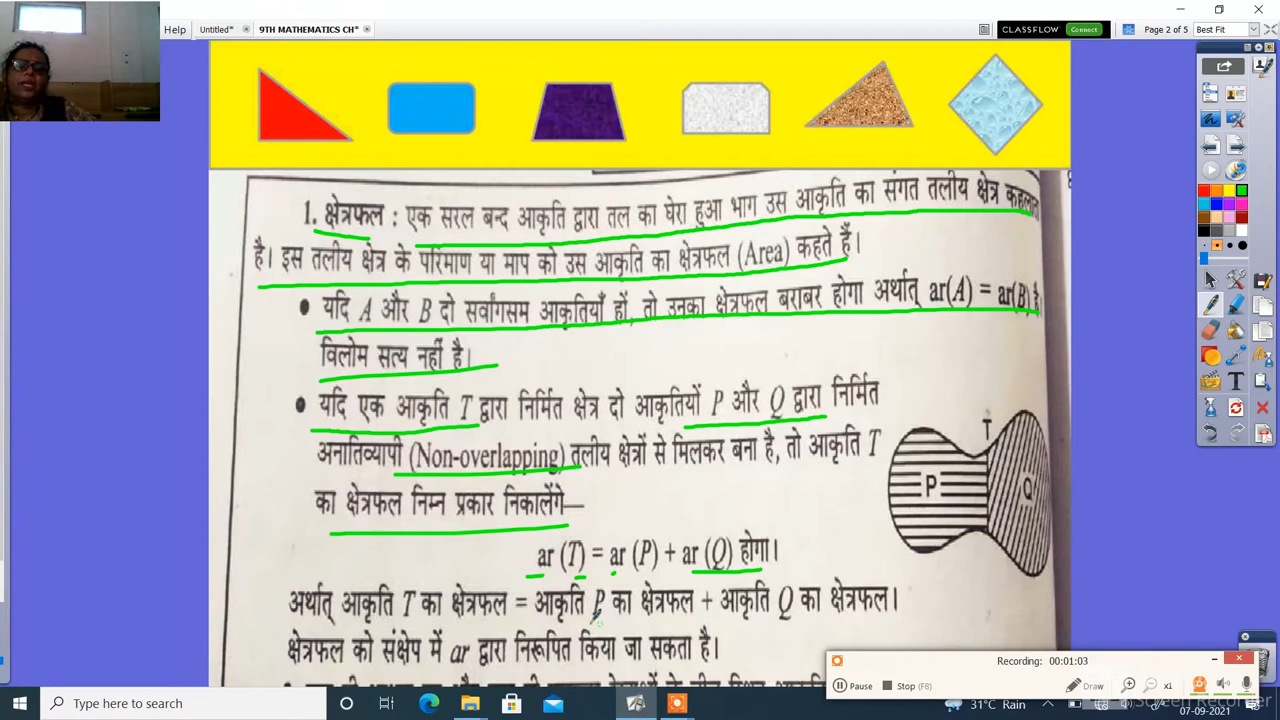 Help Untitled* 9TH MATHEMATICS CH* CLASSFLOW Connect Page 2 of 5 Best Fit
1. क्षेत्रफल : एक सरल बन्द आकृति द्वारा तल का घेरा हुआ भाग उस आकृति का संगत तलीय क्षेत्र कहलाता
है। इस तलीय क्षेत्र के परिमाण या माप को उस आकृति का क्षेत्रफल (Area) कहते हैं।
● यदि A और B दो सर्वांगसम आकृतियाँ हों, तो उनका क्षेत्रफल बराबर होगा अर्थात् ar(A) = ar(B) है
विलोम सत्य नहीं है।
● यदि एक आकृति T द्वारा निर्मित क्षेत्र दो आकृतियों P और Q द्वारा निर्मित
अनातिव्यापी (Non-overlapping) तलीय क्षेत्रों से मिलकर बना है, तो आकृति T
का क्षेत्रफल निम्न प्रकार निकालेंगे—
T
P
Q
ar (T) = ar (P) + ar (Q) होगा।
अर्थात् आकृति T का क्षेत्रफल = आकृति P का क्षेत्रफल + आकृति Q का क्षेत्रफल।
क्षेत्रफल को संक्षेप में ar द्वारा निरूपित किया जा सकता है।
Recording: 00:01:03
Pause Stop (F8) Draw x1
Type here to search
31°C Rain
07-09-2021